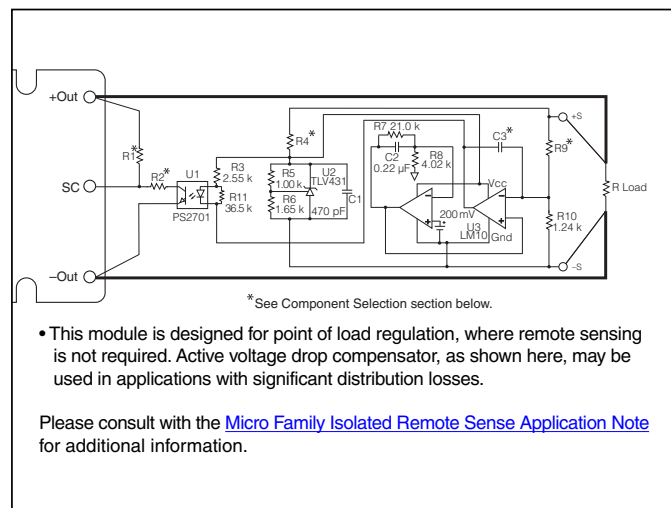 +Out
SC
–Out
R1*
R2*
U1
PS2701
R3
2.55 k
R11
36.5 k
R4*
R5
1.00 k
R6
1.65 k
U2
TLV431
C1
470 pF
R7 21.0 k
C2
0.22 µF
R8
4.02 k
C3*
Vcc
200 mV
U3
LM10
Gnd
R9*
R10
1.24 k
+S
–S
R Load
*See Component Selection section below.
• This module is designed for point of load regulation, where remote sensing
is not required. Active voltage drop compensator, as shown here, may be
used in applications with significant distribution losses.
Please consult with the Micro Family Isolated Remote Sense Application Note
for additional information.